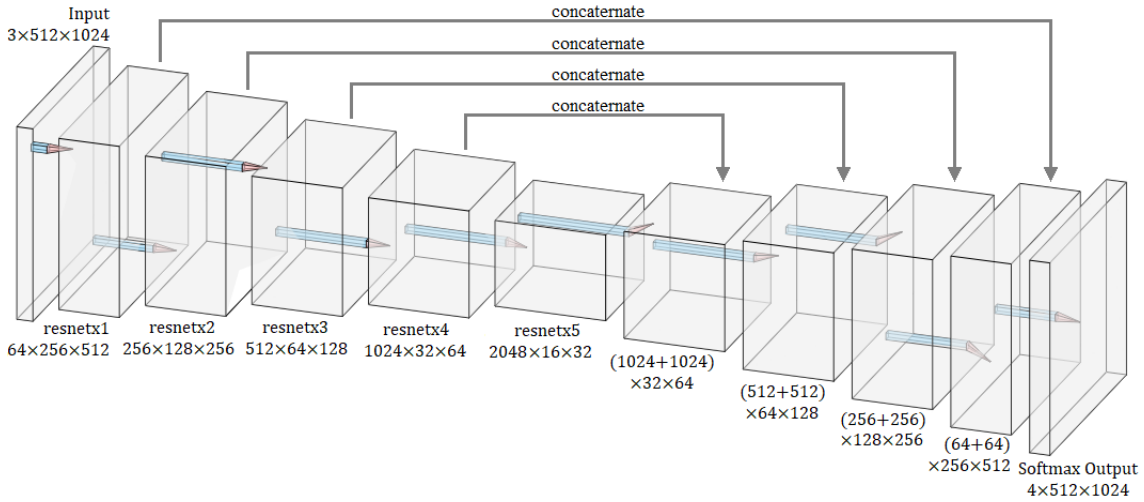 Input
3×512×1024
concaternate
concaternate
concaternate
concaternate
resnetx1
64×256×512
resnetx2
256×128×256
resnetx3
512×64×128
resnetx4
1024×32×64
resnetx5
2048×16×32
(1024+1024)
×32×64
(512+512)
×64×128
(256+256)
×128×256
(64+64)
×256×512
Softmax Output
4×512×1024